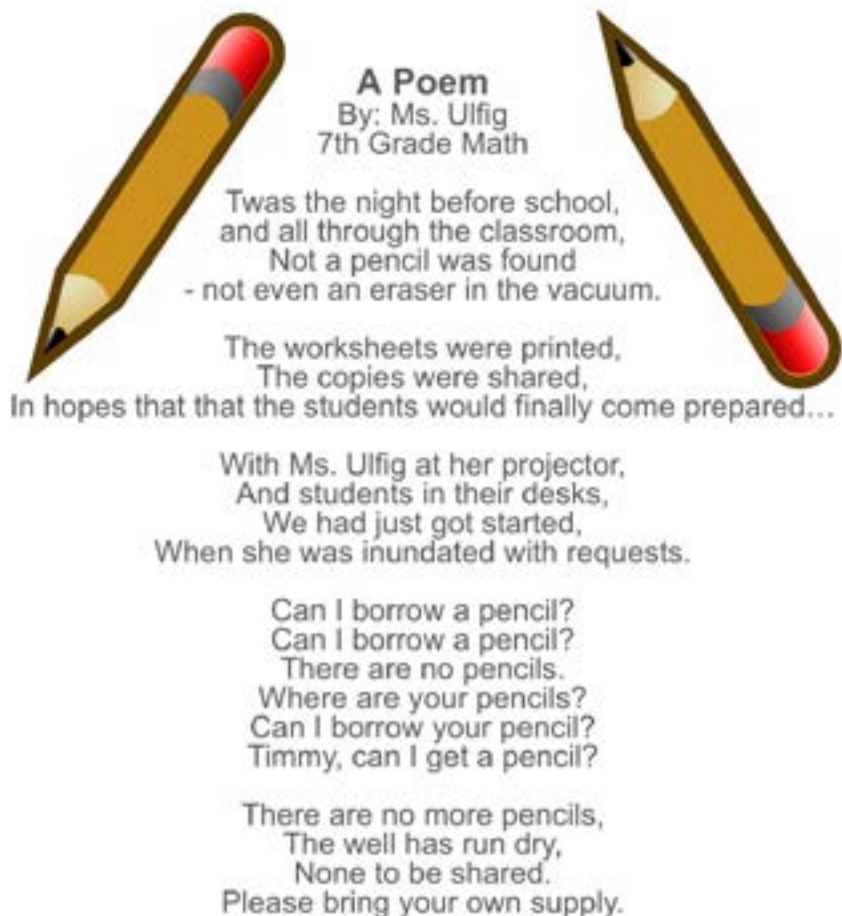 A Poem
By: Ms. Ulfig
7th Grade Math
Twas the night before school,
and all through the classroom,
Not a pencil was found
- not even an eraser in the vacuum.
The worksheets were printed,
The copies were shared,
In hopes that that the students would finally come prepared...
With Ms. Ulfig at her projector,
And students in their desks,
We had just got started,
When she was inundated with requests.
Can I borrow a pencil?
Can I borrow a pencil?
There are no pencils.
Where are your pencils?
Can I borrow your pencil?
Timmy, can I get a pencil?
There are no more pencils,
The well has run dry,
None to be shared.
Please bring your own supply.